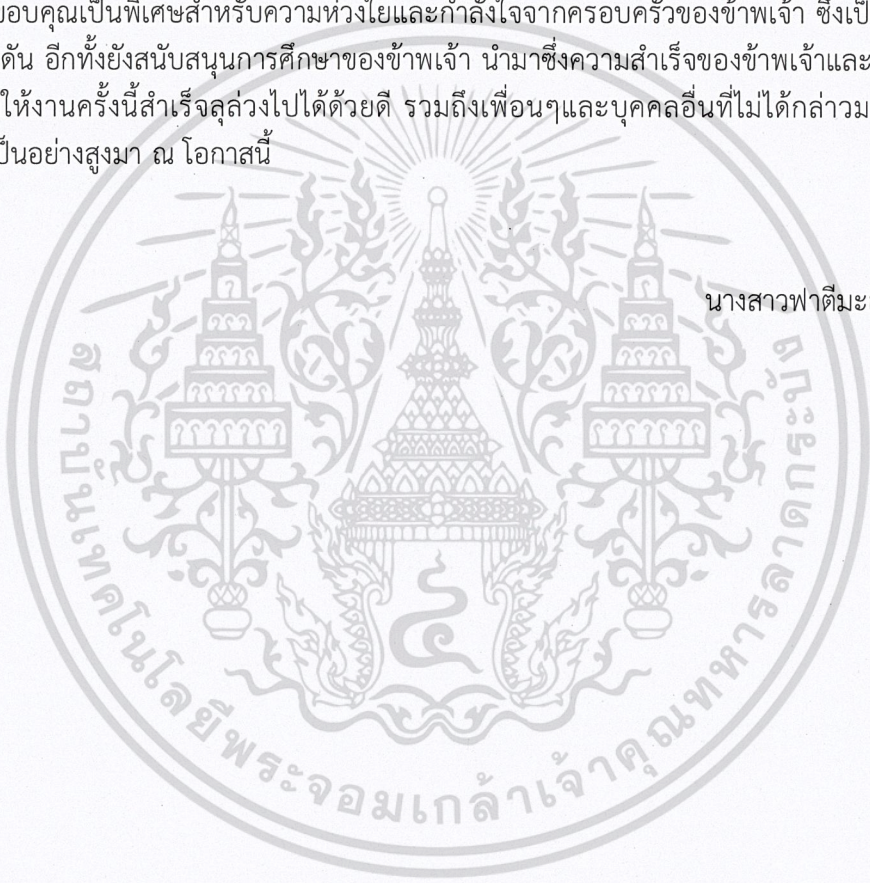 ขอบคุณเป็นพิเศษสำหรับความห่วงใยและกำลังใจจากครอบครัวของข้าพเจ้า ซึ่งเป็
ดัน อีกทั้งยังสนับสนุนการศึกษาของข้าพเจ้า นำมาซึ่งความสำเร็จของข้าพเจ้าและ
ให้งานครั้งนี้สำเร็จลุล่วงไปได้ด้วยดี รวมถึงเพื่อนๆและบุคคลอื่นที่ไม่ได้กล่าวม
ป็นอย่างสูงมา ณ โอกาสนี้
นางสาวฟาตีมะ
๔
สถาบันเทคโนโลยีพระจอมเกล้าเจ้าคุณทหารลาดกระบัง